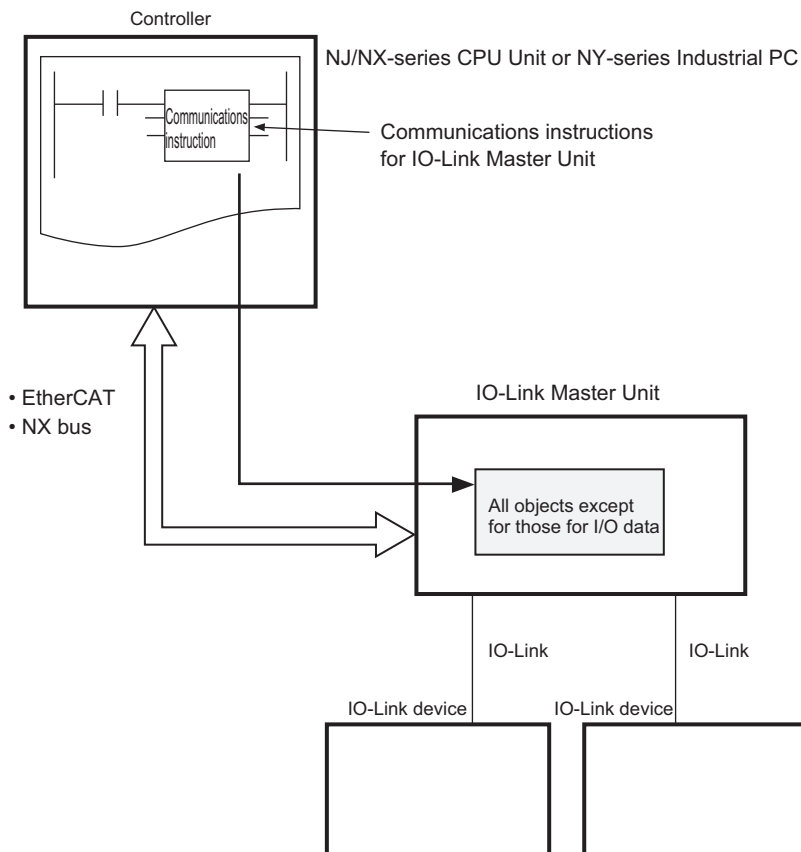 Controller
NJ/NX-series CPU Unit or NY-series Industrial PC
Communications
instruction
Communications instructions
for IO-Link Master Unit
• EtherCAT
• NX bus
IO-Link Master Unit
All objects except
for those for I/O data
IO-Link
IO-Link
IO-Link device
IO-Link device